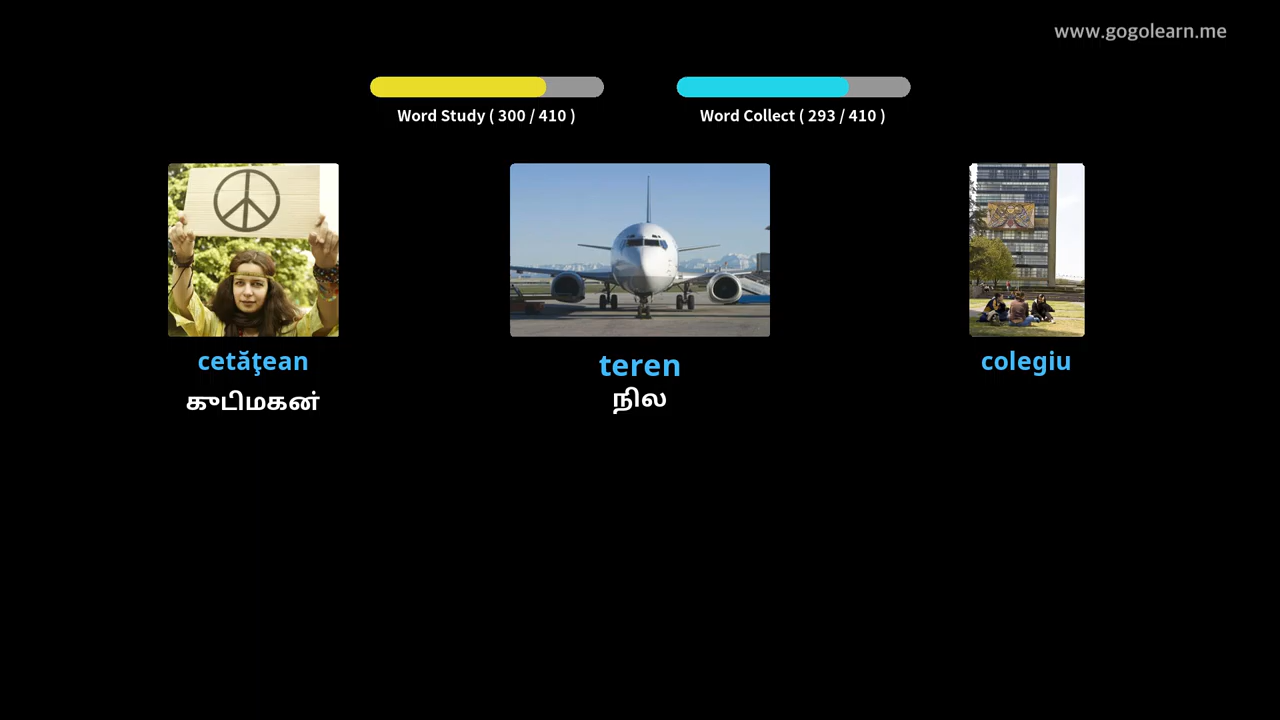 www.gogolearn.me
Word Study ( 300 / 410 )
Word Collect ( 293 / 410 )
cetăţean
teren
colegiu
குடிமகன்
நில